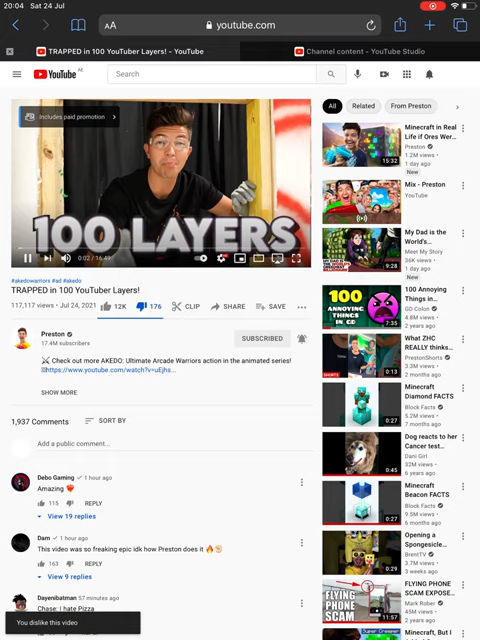 20:04 Sat 24 Jul
AA
youtube.com
TRAPPED in 100 YouTuber Layers! - YouTube
Channel content - YouTube Studio
YouTube AE
Search
Includes paid promotion
100 LAYERS
0:02 / 16:49
#akedowarriors #ad #akedo
TRAPPED in 100 YouTuber Layers!
117,117 views • Jul 24, 2021
12K
176
CLIP
SHARE
SAVE
Preston
17.4M subscribers
SUBSCRIBED
Check out more AKEDO: Ultimate Arcade Warriors action in the animated series!
https://www.youtube.com/watch?v=uEjhs...
SHOW MORE
1,937 Comments
SORT BY
Add a public comment...
Debo Gaming
1 hour ago
Amazing
115
REPLY
View 19 replies
Dam
1 hour ago
This video was so freaking epic idk how Preston does it
163
REPLY
View 9 replies
Dayenibatman 57 minutes ago
Chase: I hate Pizza
You dislike this video
All
Related
From Preston
15:32
Minecraft in Real
Life if Ores Wer...
Preston
1.2M views •
1 day ago
New
Mix - Preston
YouTube
9:28
My Dad is the
World's...
Meet My Story
36K views •
1 day ago
New
100
ANNOYING
THINGS
IN GD
7:35
100 Annoying
Things in...
GD Colon
4.8M views •
2 years ago
SHORTS
0:13
What ZHC
REALLY thinks...
PrestonShorts
3.3M views •
2 months ago
0:27
Minecraft
Diamond FACTS
Block Facts
5.2M views •
7 months ago
0:45
Dog reacts to her
Cancer test...
Dani Girl
32M views •
6 years ago
0:27
Minecraft
Beacon FACTS
Block Facts
9.5M views •
6 months ago
0:29
Opening a
Spongesicle...
BrentTV
3.7M views •
3 weeks ago
FLYING
PHONE
SCAM
11:57
FLYING PHONE
SCAM EXPOSE...
Mark Rober
45M views •
2 years ago
Super Creeper
Minecraft, But I